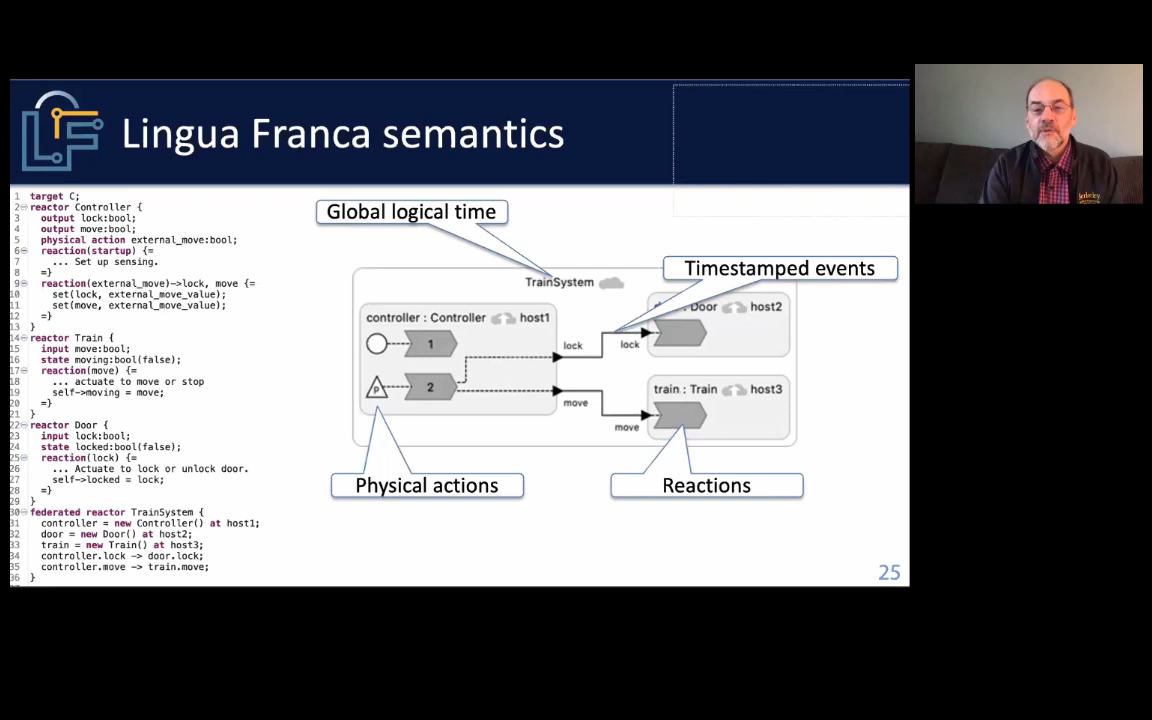 Lingua Franca semantics
1 target C;
2 reactor Controller {
3 output lock:bool;
4 output move:bool;
5 physical action external_move:bool;
6 reaction(startup) {=
7 ... Set up sensing.
8 =}
9 reaction(external_move)->lock, move {=
10 set(lock, external_move_value);
11 set(move, external_move_value);
12 =}
13 }
14 reactor Train {
15 input move:bool;
16 state moving:bool(false);
17 reaction(move) {=
18 ... actuate to move or stop
19 self->moving = move;
20 =}
21 }
22 reactor Door {
23 input lock:bool;
24 state locked:bool(false);
25 reaction(lock) {=
26 ... Actuate to lock or unlock door.
27 self->locked = lock;
28 =}
29 }
30 federated reactor TrainSystem {
31 controller = new Controller() at host1;
32 door = new Door() at host2;
33 train = new Train() at host3;
34 controller.lock -> door.lock;
35 controller.move -> train.move;
36 }
Global logical time
Timestamped events
TrainSystem
controller : Controller host1
Door host2
1
lock
lock
P
2
train : Train host3
move
move
Physical actions
Reactions
25